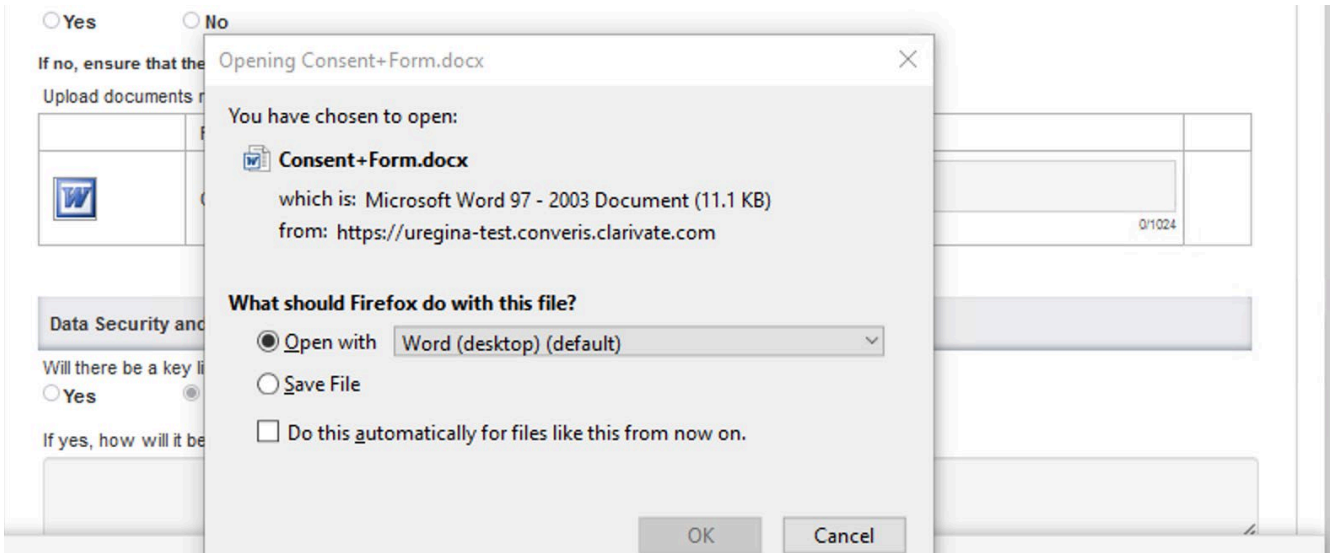 Yes No
If no, ensure that the
Opening Consent+Form.docx
Upload documents
You have chosen to open:
Consent+Form.docx
which is: Microsoft Word 97 - 2003 Document (11.1 KB)
from: https://uregina-test.converis.clarivate.com
0/1024
What should Firefox do with this file?
Data Security and
Open with Word (desktop) (default)
Will there be a key
Save File
Yes
Do this automatically for files like this from now on.
If yes, how will it be
OK Cancel